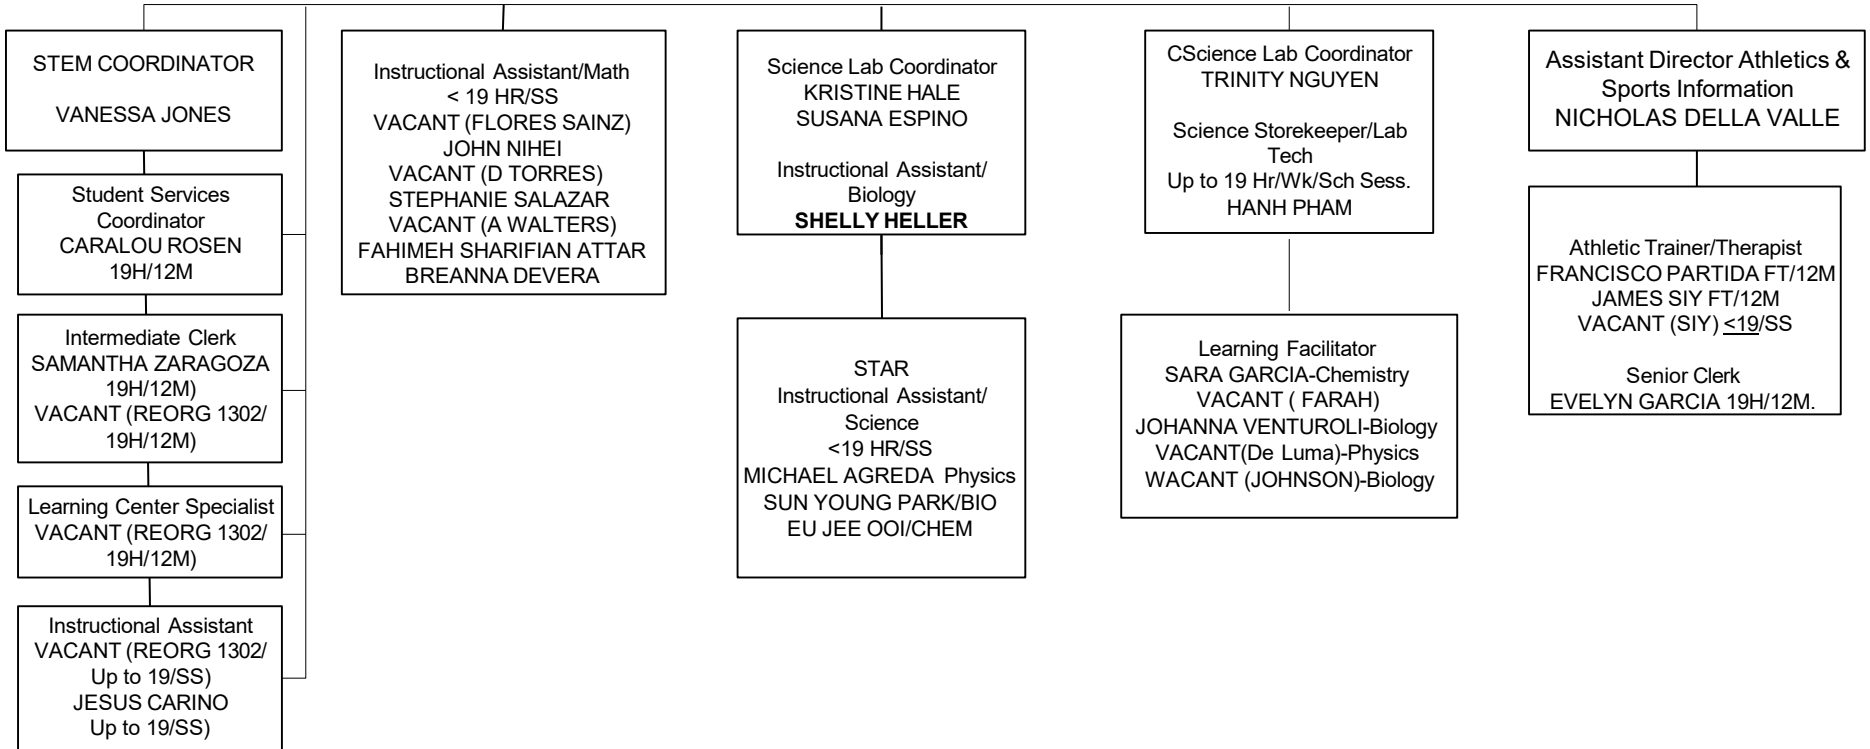 STEM COORDINATOR
VANESSA JONES
Student Services
Coordinator
CARALOU ROSEN
19H/12M
Intermediate Clerk
SAMANTHA ZARAGOZA
19H/12M)
VACANT (REORG 1302/
19H/12M)
Learning Center Specialist
VACANT (REORG 1302/
19H/12M)
Instructional Assistant
VACANT (REORG 1302/
Up to 19/SS)
JESUS CARINO
Up to 19/SS)
Instructional Assistant/Math
< 19 HR/SS
VACANT (FLORES SAINZ)
JOHN NIHEI
VACANT (D TORRES)
STEPHANIE SALAZAR
VACANT (A WALTERS)
FAHIMEH SHARIFIAN ATTAR
BREANNA DEVERA
Science Lab Coordinator
KRISTINE HALE
SUSANA ESPINO
Instructional Assistant/
Biology
SHELLY HELLER
STAR
Instructional Assistant/
Science
<19 HR/SS
MICHAEL AGREDA Physics
SUN YOUNG PARK/BIO
EU JEE OOI/CHEM
CScience Lab Coordinator
TRINITY NGUYEN
Science Storekeeper/Lab
Tech
Up to 19 Hr/Wk/Sch Sess.
HANH PHAM
Learning Facilitator
SARA GARCIA-Chemistry
VACANT ( FARAH)
JOHANNA VENTUROLI-Biology
VACANT(De Luma)-Physics
WACANT (JOHNSON)-Biology
Assistant Director Athletics &
Sports Information
NICHOLAS DELLA VALLE
Athletic Trainer/Therapist
FRANCISCO PARTIDA FT/12M
JAMES SIY FT/12M
VACANT (SIY) <19/SS
Senior Clerk
EVELYN GARCIA 19H/12M.